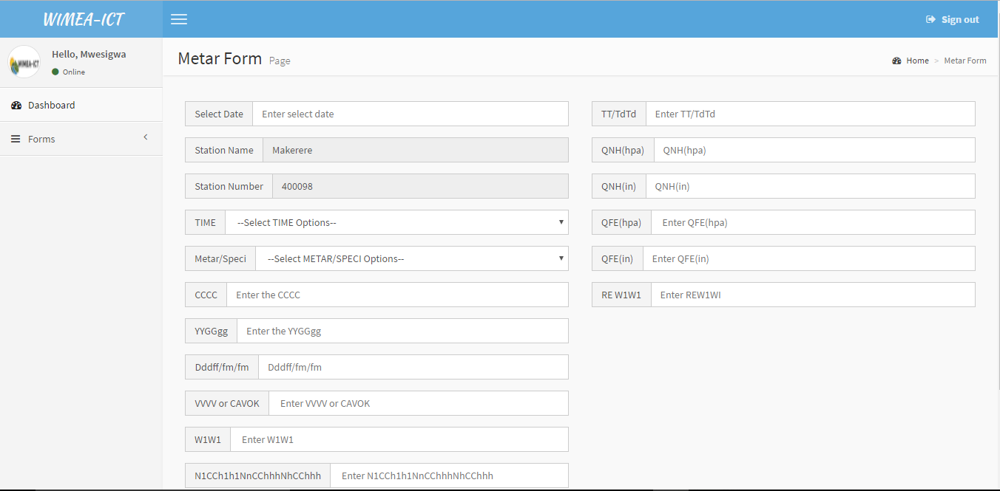 WIMEA-ICT
Sign out
Hello, Mwesigwa
Online
Dashboard
Forms
Metar Form Page
Home > Metar Form
Select Date Enter select date
Station Name Makerere
Station Number 400098
TIME --Select TIME Options--
Metar/Speci --Select METAR/SPECI Options--
CCCC Enter the CCCC
YYGGgg Enter the YYGGgg
Dddff/fm/fm Dddff/fm/fm
VVVV or CAVOK Enter VVVV or CAVOK
W1W1 Enter W1W1
N1CCh1h1NnCChhhNhCChhh Enter N1CCh1h1NnCChhhNhCChhh
TT/TdTd Enter TT/TdTd
QNH(hpa) QNH(hpa)
QNH(in) QNH(in)
QFE(hpa) Enter QFE(hpa)
QFE(in) Enter QFE(in)
RE W1W1 Enter REW1WI